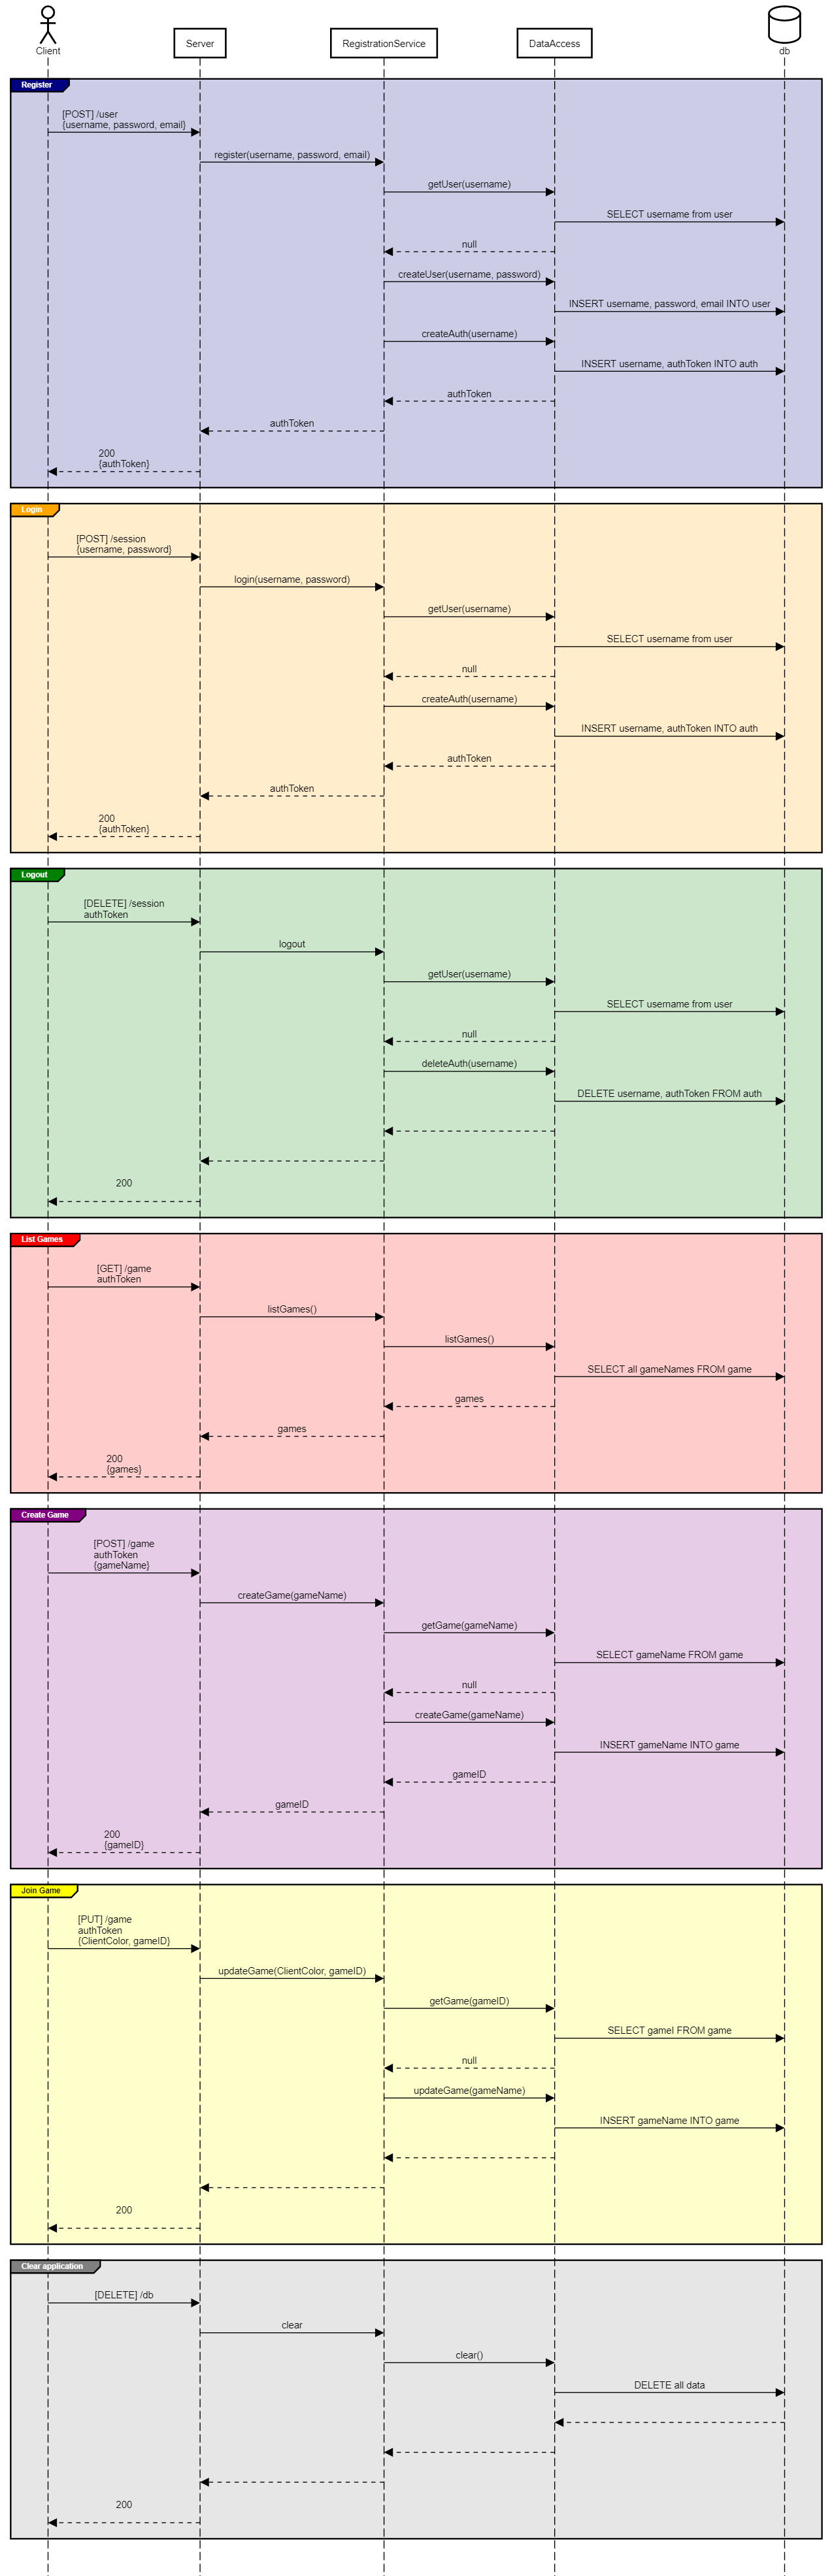 Client
Server
RegistrationService
DataAccess
db
Register
[POST] /user
{username, password, email}
register(username, password, email)
getUser(username)
SELECT username from user
null
createUser(username, password)
INSERT username, password, email INTO user
createAuth(username)
INSERT username, authToken INTO auth
authToken
authToken
200
{authToken}
Login
[POST] /session
{username, password}
login(username, password)
getUser(username)
SELECT username from user
null
createAuth(username)
INSERT username, authToken INTO auth
authToken
authToken
200
{authToken}
Logout
[DELETE] /session
authToken
logout
getUser(username)
SELECT username from user
null
deleteAuth(username)
DELETE username, authToken FROM auth
200
List Games
[GET] /game
authToken
listGames()
listGames()
SELECT all gameNames FROM game
games
games
200
{games}
Create Game
[POST] /game
authToken
{gameName}
createGame(gameName)
getGame(gameName)
SELECT gameName FROM game
null
createGame(gameName)
INSERT gameName INTO game
gameID
gameID
200
{gameID}
Join Game
[PUT] /game
authToken
{ClientColor, gameID}
updateGame(ClientColor, gameID)
getGame(gameID)
SELECT gameI FROM game
null
updateGame(gameName)
INSERT gameName INTO game
200
Clear application
[DELETE] /db
clear
clear()
DELETE all data
200